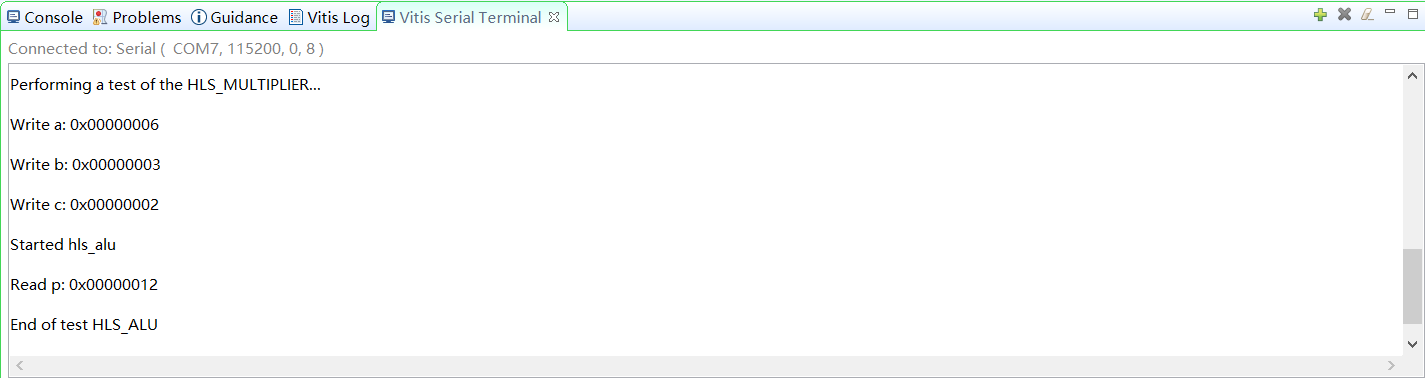 Console Problems Guidance Vitis Log Vitis Serial Terminal
Connected to: Serial ( COM7, 115200, 0, 8 )
Performing a test of the HLS_MULTIPLIER...
Write a: 0x00000006
Write b: 0x00000003
Write c: 0x00000002
Started hls_alu
Read p: 0x00000012
End of test HLS_ALU